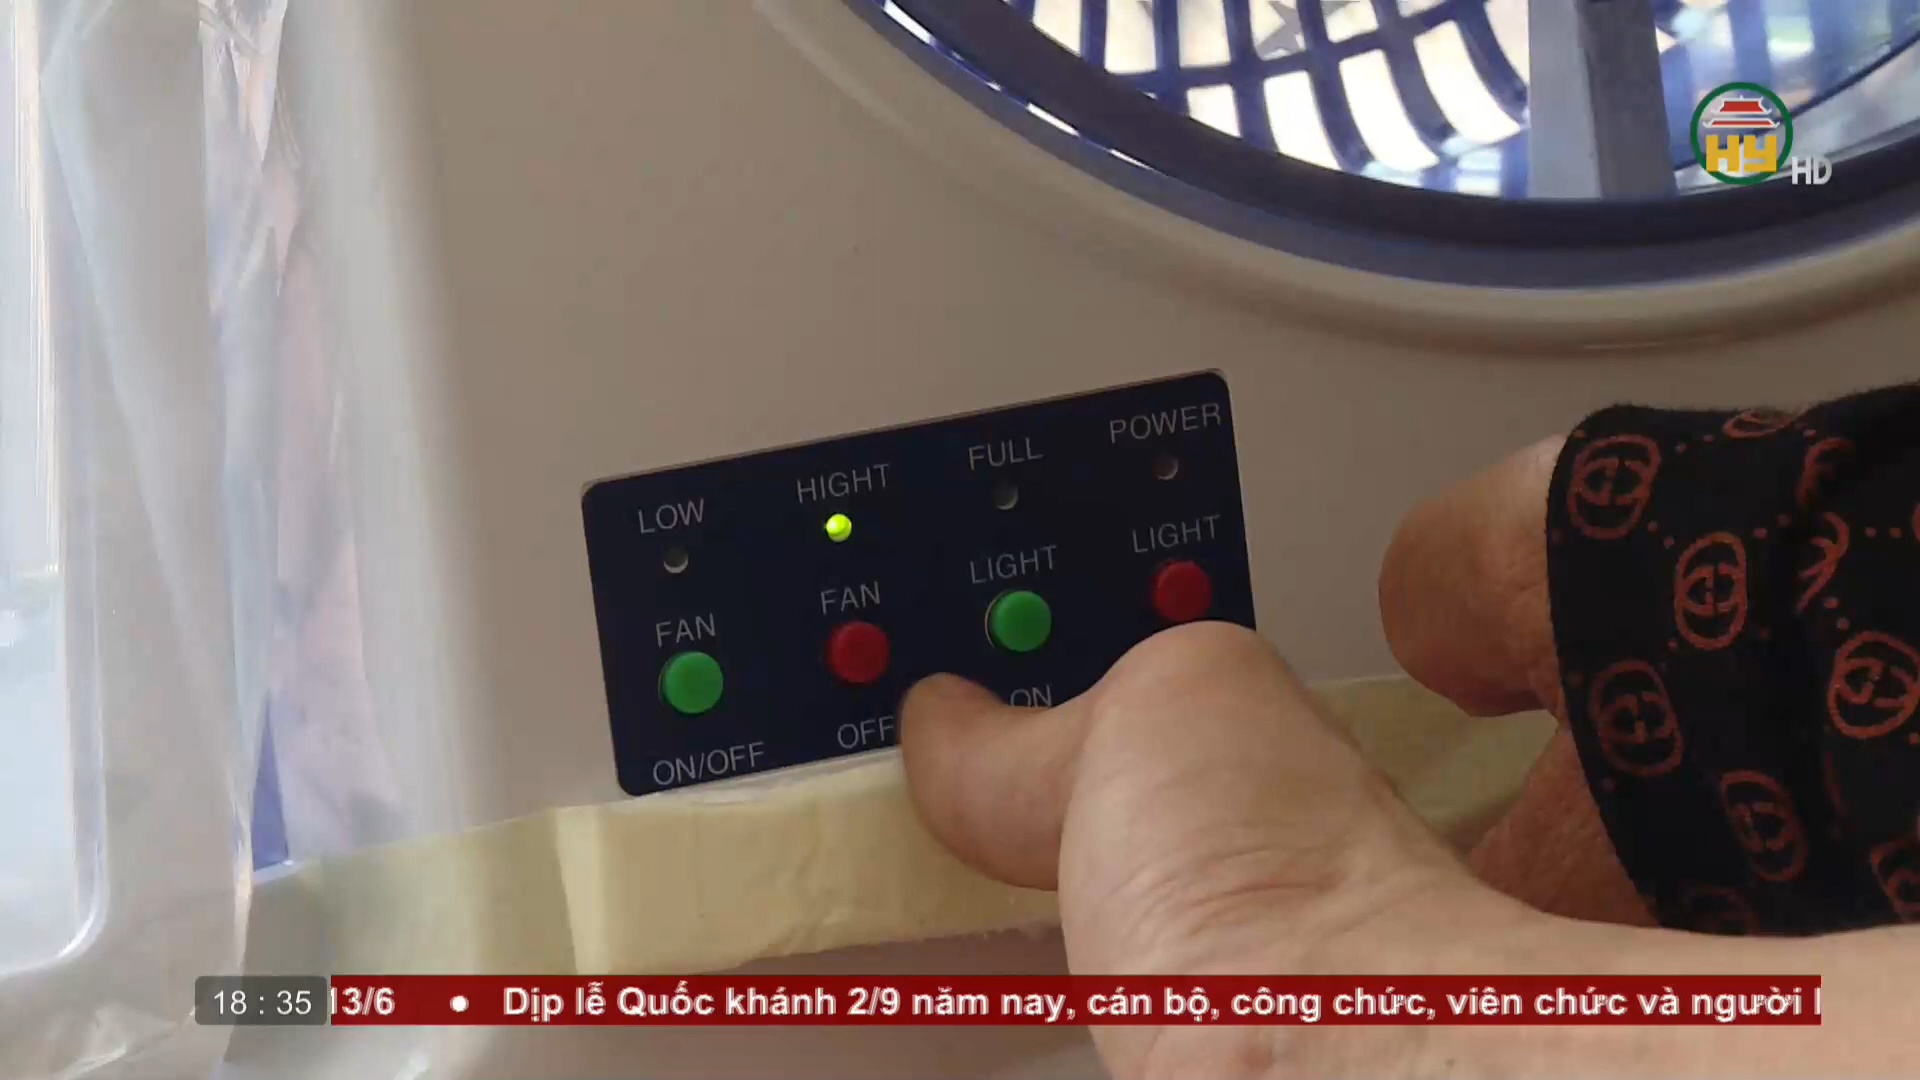 HY HD
LOW HIGHT FULL POWER
FAN FAN LIGHT LIGHT
ON/OFF OFF ON
18 : 35 13/6 • Dịp lễ Quốc khánh 2/9 năm nay, cán bộ, công chức, viên chức và người